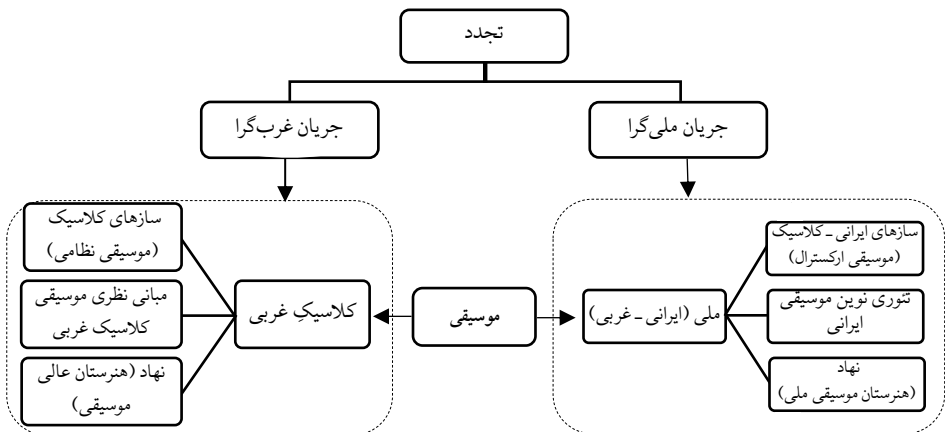 تجدد
جریان ملی‌گرا
جریان غرب‌گرا
سازهای ایرانی ـ کلاسیک
(موسیقی ارکسترال)
تئوری نوین موسیقی
ایرانی
نهاد
(هنرستان موسیقی ملی)
ملی (ایرانی ـ غربی)
موسیقی
کلاسیکِ غربی
سازهای کلاسیک
(موسیقی نظامی)
مبانی نظری موسیقی
کلاسیک غربی
نهاد (هنرستان عالی
موسیقی)